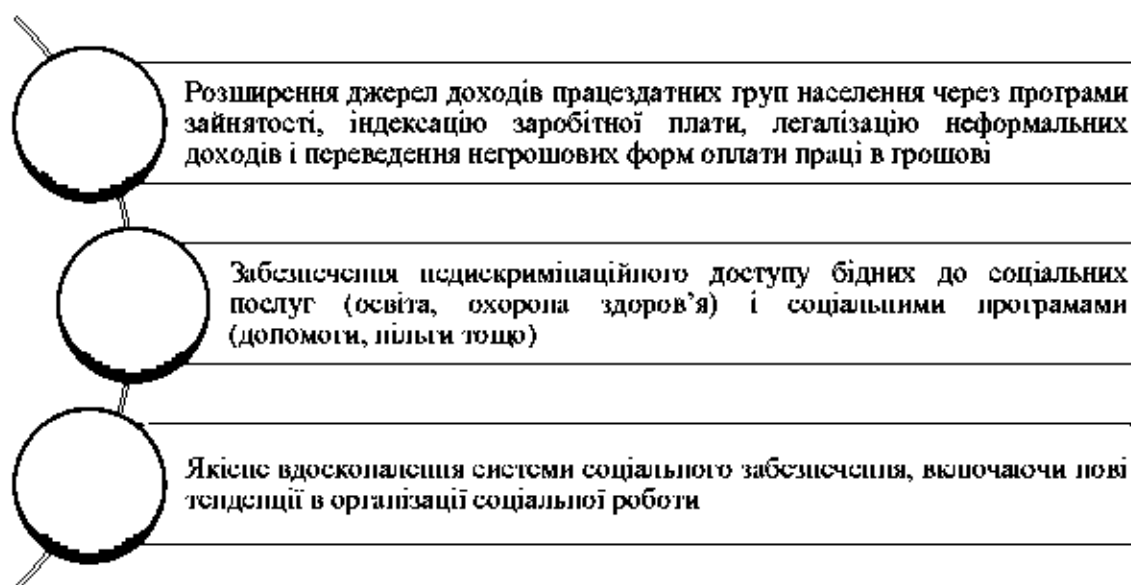 Розширення джерел доходів працездатних груп населення через програми
зайнятості, індексацію заробітної плати, легалізацію неформальних
доходів і переведення негрошових форм оплати праці в грошові
Забезпечення недискримінаційного доступу бідних до соціальних
послуг (освіта, охорона здоров’я) і соціальними програмами
(допомоги, пільги тощо)
Якісне вдосконалення системи соціального забезпечення, включаючи нові
тенденції в організації соціальної роботи